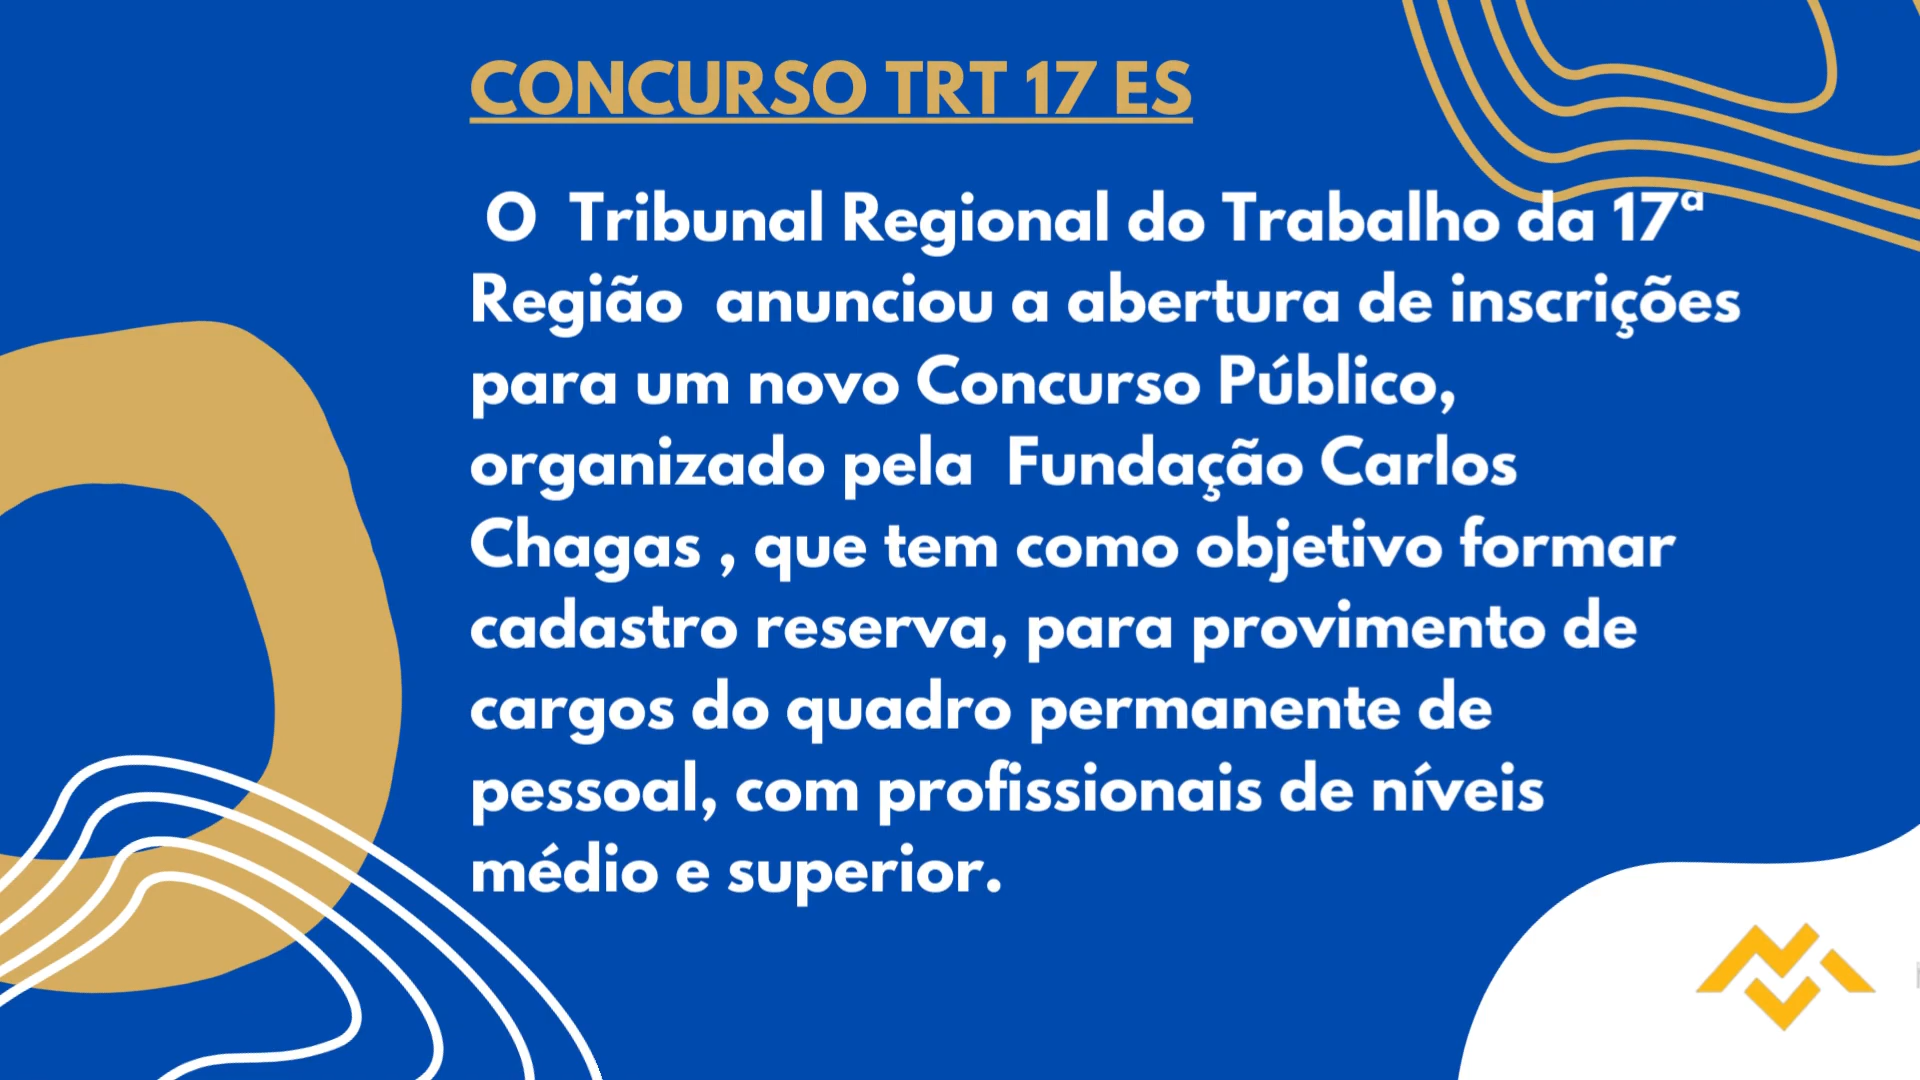 CONCURSO TRT 17 ES
O Tribunal Regional do Trabalho da 17ª
Região anunciou a abertura de inscrições
para um novo Concurso Público,
organizado pela Fundação Carlos
Chagas , que tem como objetivo formar
cadastro reserva, para provimento de
cargos do quadro permanente de
pessoal, com profissionais de níveis
médio e superior.